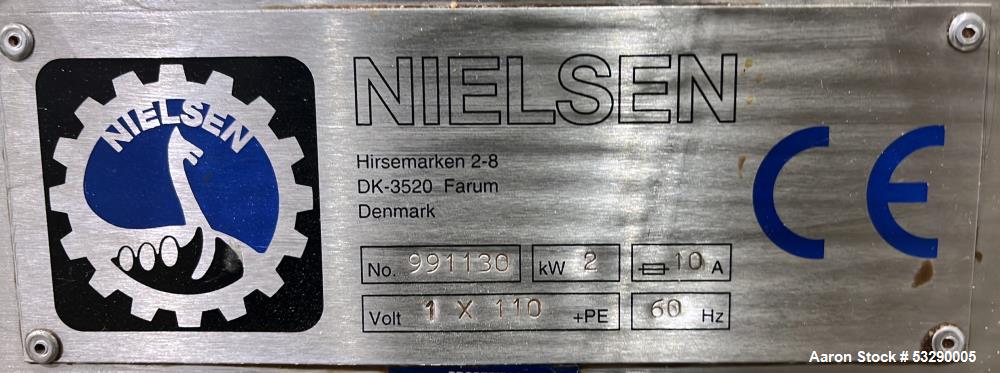 NIELSEN
NIELSEN
Hirsemarken 2-8
DK-3520 Farum
Denmark
No. 991130 kW 2 10 A
Volt 1 X 110 +PE 60 Hz
CE
Aaron Stock # 53290005